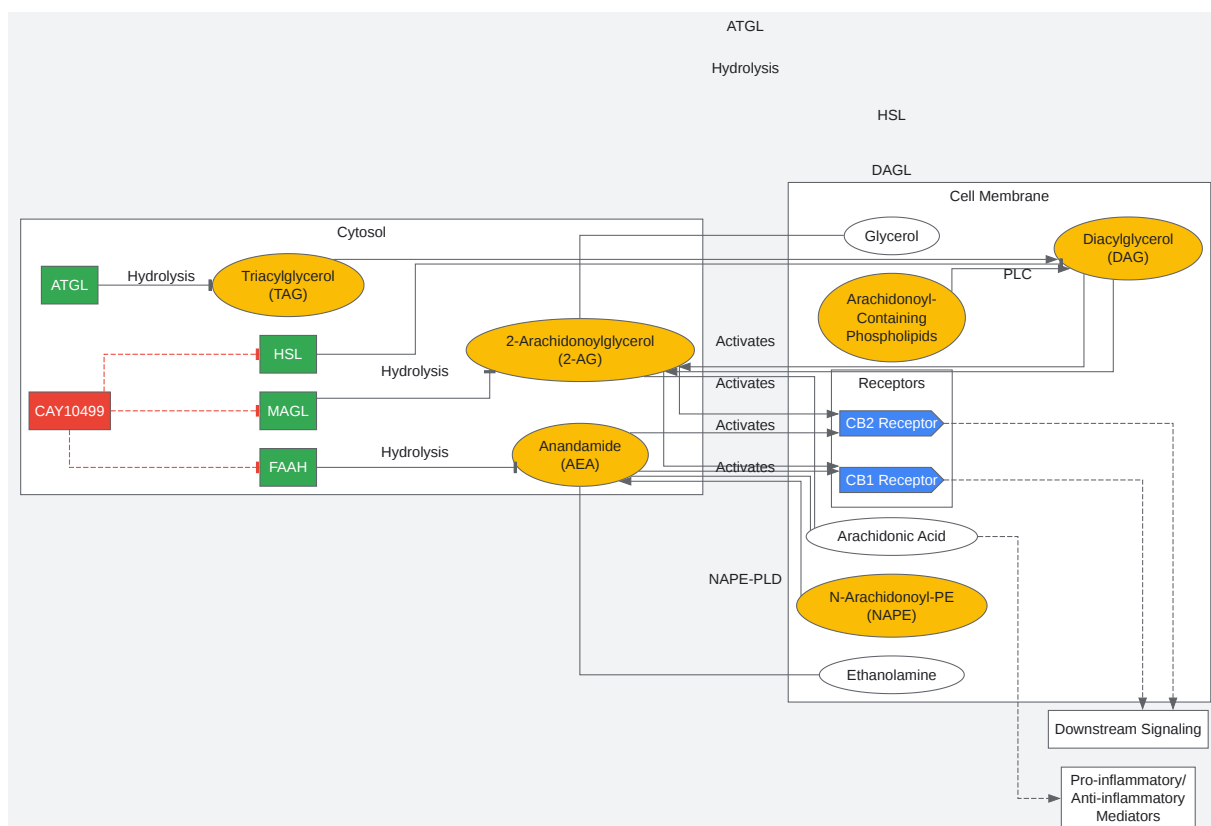 ATGL
Hydrolysis
HSL
DAGL
Cell Membrane
Cytosol
Glycerol
Diacylglycerol
(DAG)
Triacylglycerol
(TAG)
Hydrolysis
ATGL
PLC
Arachidonoyl-
Containing
Phospholipids
2-Arachidonoylglycerol
(2-AG)
Activates
HSL
Hydrolysis
Activates
Receptors
CAY10499
MAGL
CB2 Receptor
Activates
Anandamide
(AEA)
Hydrolysis
FAAH
Activates
CB1 Receptor
Arachidonic Acid
NAPE-PLD
N-Arachidonoyl-PE
(NAPE)
Ethanolamine
Downstream Signaling
Pro-inflammatory/
Anti-inflammatory
Mediators